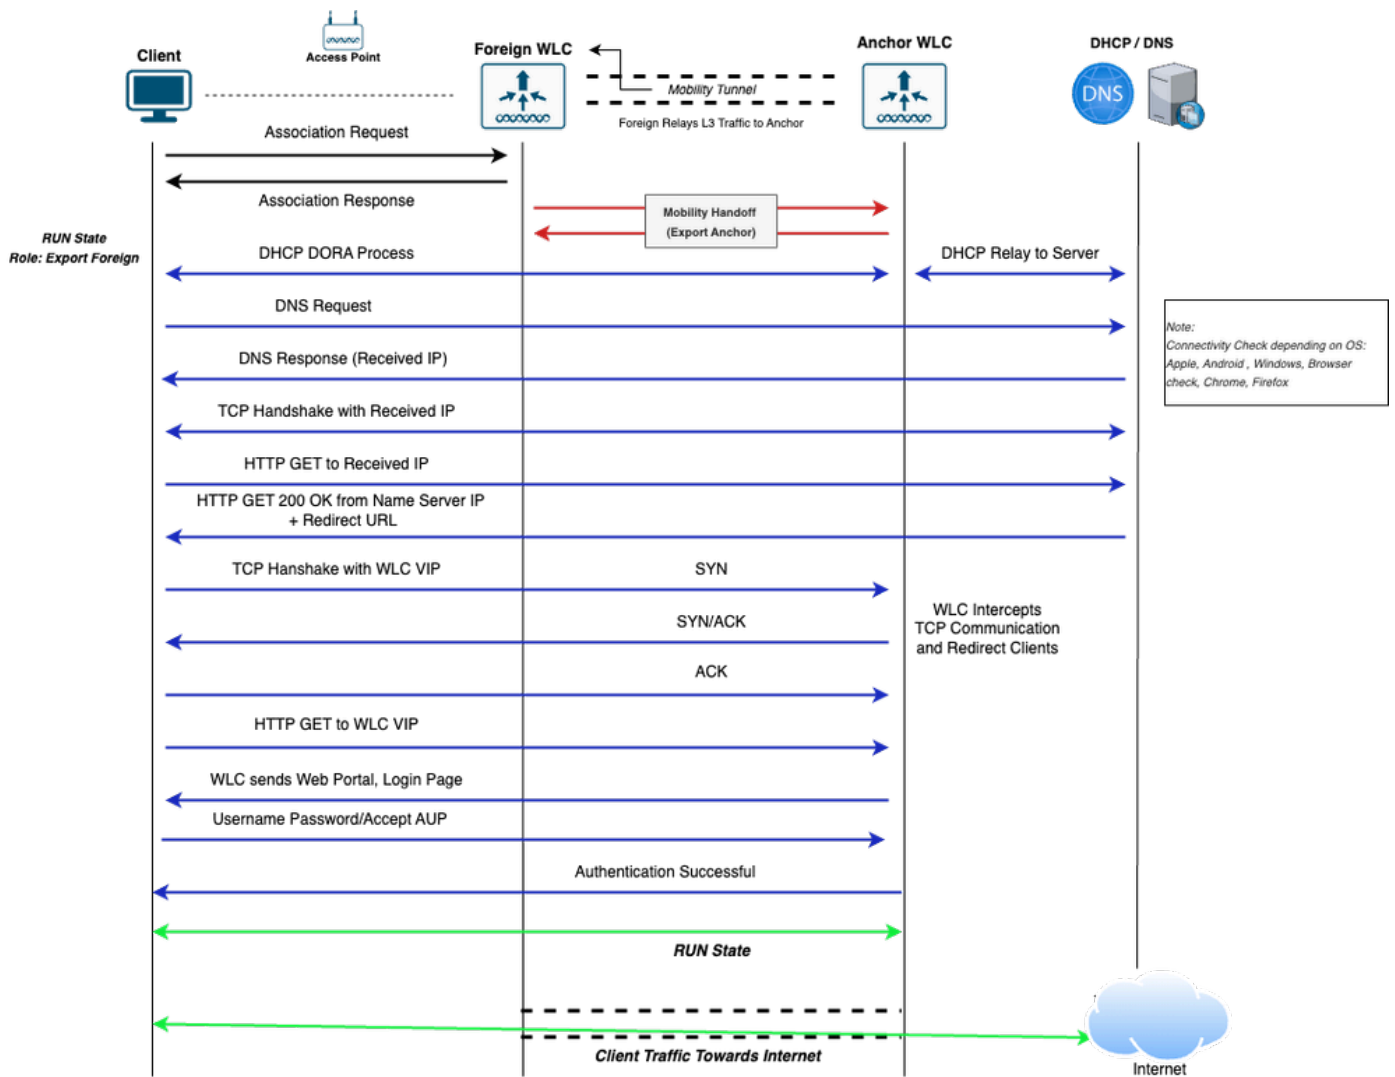 Client
Access Point
Foreign WLC
Anchor WLC
DHCP / DNS
DNS
Mobility Tunnel
Foreign Relays L3 Traffic to Anchor
Association Request
Association Response
Mobility Handoff
(Export Anchor)
RUN State
Role: Export Foreign
DHCP DORA Process
DHCP Relay to Server
DNS Request
Note:
Connectivity Check depending on OS:
Apple, Android , Windows, Browser
check, Chrome, Firefox
DNS Response (Received IP)
TCP Handshake with Received IP
HTTP GET to Received IP
HTTP GET 200 OK from Name Server IP
+ Redirect URL
TCP Hanshake with WLC VIP
SYN
WLC Intercepts
TCP Communication
and Redirect Clients
SYN/ACK
ACK
HTTP GET to WLC VIP
WLC sends Web Portal, Login Page
Username Password/Accept AUP
Authentication Successful
RUN State
Client Traffic Towards Internet
Internet